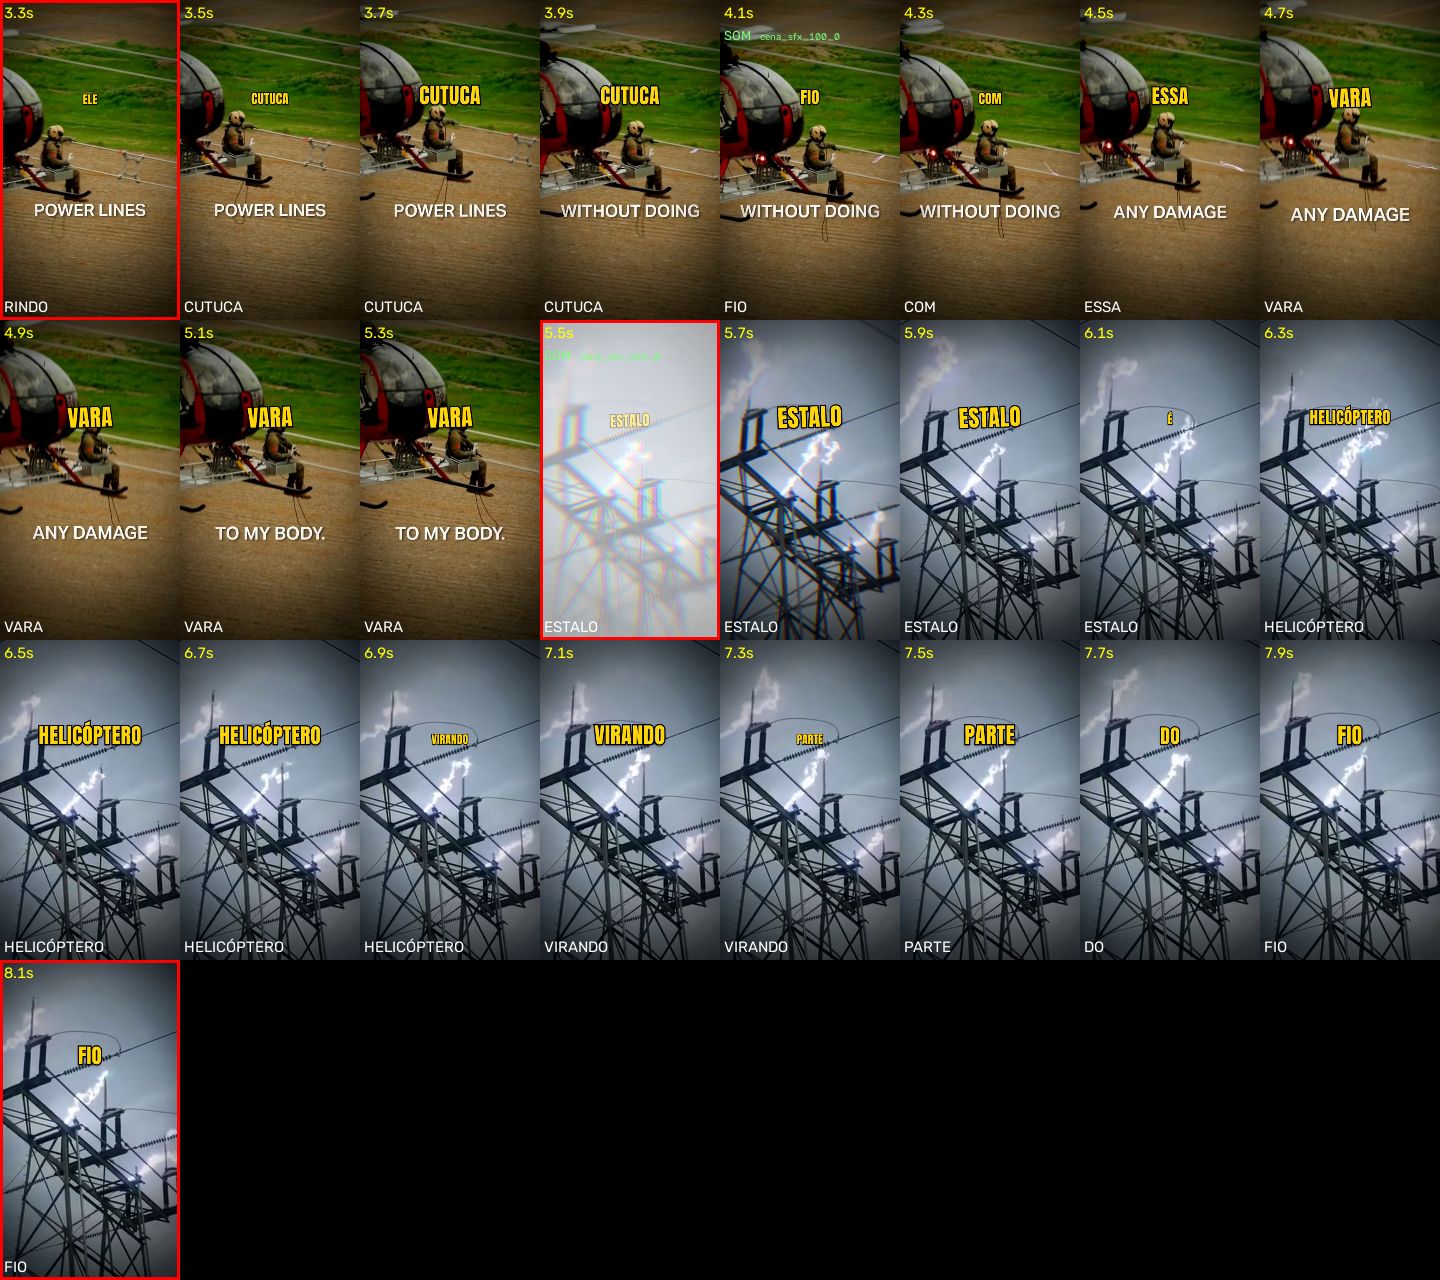 3.3s
ELE
POWER LINES
RINDO
3.5s
CUTUCA
POWER LINES
CUTUCA
3.7s
CUTUCA
POWER LINES
CUTUCA
3.9s
CUTUCA
WITHOUT DOING
CUTUCA
4.1s
SOM cena_sfx_100_0
FIO
WITHOUT DOING
FIO
4.3s
COM
WITHOUT DOING
COM
4.5s
ESSA
ANY DAMAGE
ESSA
4.7s
VARA
ANY DAMAGE
VARA
4.9s
VARA
ANY DAMAGE
VARA
5.1s
VARA
TO MY BODY.
VARA
5.3s
VARA
TO MY BODY.
VARA
5.5s
SOM
ESTALO
ESTALO
5.7s
ESTALO
ESTALO
5.9s
ESTALO
ESTALO
6.1s
É
ESTALO
6.3s
HELICÓPTERO
HELICÓPTERO
6.5s
HELICÓPTERO
HELICÓPTERO
6.7s
HELICÓPTERO
HELICÓPTERO
6.9s
VIRANDO
HELICÓPTERO
7.1s
VIRANDO
VIRANDO
7.3s
PARTE
VIRANDO
7.5s
PARTE
PARTE
7.7s
DO
DO
7.9s
FIO
FIO
8.1s
FIO
FIO